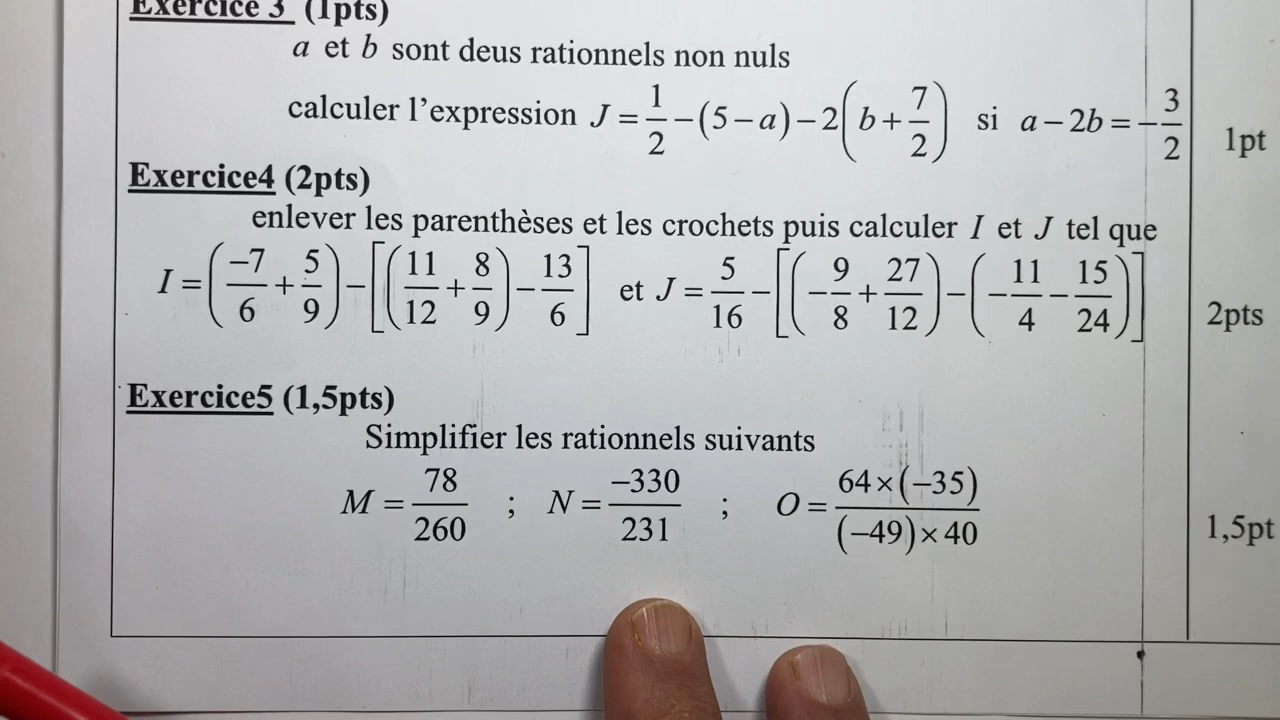 Exercice 3 (1pts)
a et b sont deus rationnels non nuls
calculer l'expression J = 1/2 − (5 − a) − 2(b + 7/2) si a − 2b = −3/2 1pt
Exercice4 (2pts)
enlever les parenthèses et les crochets puis calculer I et J tel que
I = (−7/6 + 5/9) − [(11/12 + 8/9) − 13/6] et J = 5/16 − [(−9/8 + 27/12) − (−11/4 − 15/24)] 2pts
Exercice5 (1,5pts)
Simplifier les rationnels suivants
M = 78/260 ; N = −330/231 ; O = 64×(−35)/(−49)×40 1,5pt